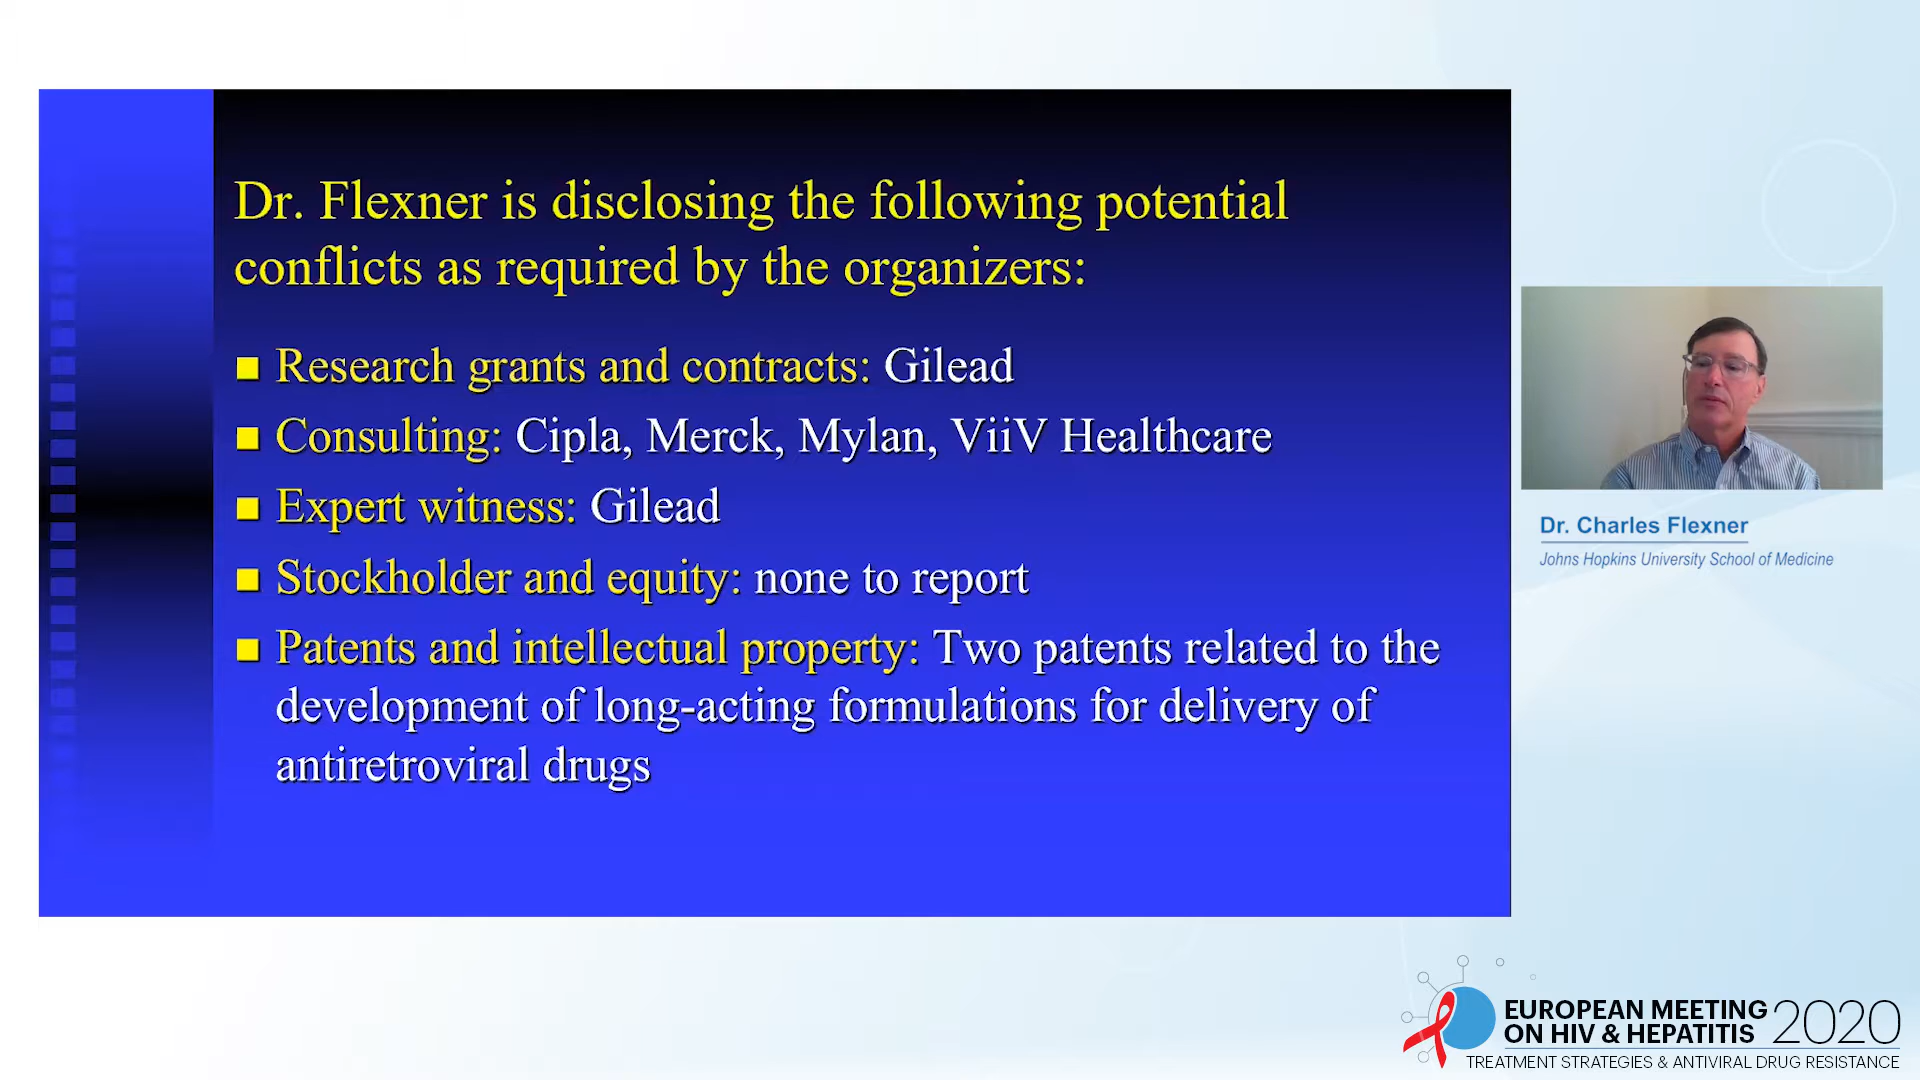 Dr. Flexner is disclosing the following potential
conflicts as required by the organizers:
Research grants and contracts: Gilead
Consulting: Cipla, Merck, Mylan, ViiV Healthcare
Expert witness: Gilead
Stockholder and equity: none to report
Patents and intellectual property: Two patents related to the
development of long-acting formulations for delivery of
antiretroviral drugs
Dr. Charles Flexner
Johns Hopkins University School of Medicine
EUROPEAN MEETING
ON HIV & HEPATITIS 2020
TREATMENT STRATEGIES & ANTIVIRAL DRUG RESISTANCE